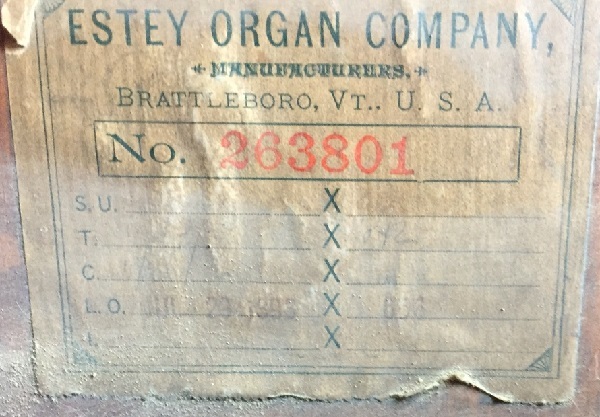 ESTEY ORGAN COMPANY,
MANUFACTURERS.
BRATTLEBORO, VT., U. S. A.
No. 263801
S. U. X
T. X
C. X
L. O. X
X